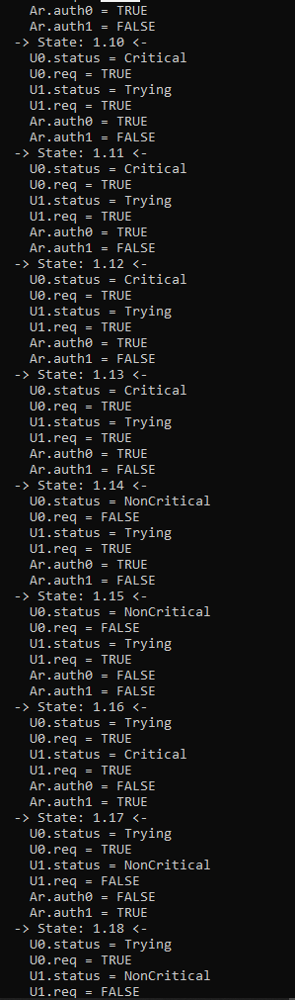 Ar.auth0 = TRUE
Ar.auth1 = FALSE
-> State: 1.10 <-
U0.status = Critical
U0.req = TRUE
U1.status = Trying
U1.req = TRUE
Ar.auth0 = TRUE
Ar.auth1 = FALSE
-> State: 1.11 <-
U0.status = Critical
U0.req = TRUE
U1.status = Trying
U1.req = TRUE
Ar.auth0 = TRUE
Ar.auth1 = FALSE
-> State: 1.12 <-
U0.status = Critical
U0.req = TRUE
U1.status = Trying
U1.req = TRUE
Ar.auth0 = TRUE
Ar.auth1 = FALSE
-> State: 1.13 <-
U0.status = Critical
U0.req = TRUE
U1.status = Trying
U1.req = TRUE
Ar.auth0 = TRUE
Ar.auth1 = FALSE
-> State: 1.14 <-
U0.status = NonCritical
U0.req = FALSE
U1.status = Trying
U1.req = TRUE
Ar.auth0 = TRUE
Ar.auth1 = FALSE
-> State: 1.15 <-
U0.status = NonCritical
U0.req = FALSE
U1.status = Trying
U1.req = TRUE
Ar.auth0 = FALSE
Ar.auth1 = FALSE
-> State: 1.16 <-
U0.status = Trying
U0.req = TRUE
U1.status = Critical
U1.req = TRUE
Ar.auth0 = FALSE
Ar.auth1 = TRUE
-> State: 1.17 <-
U0.status = Trying
U0.req = TRUE
U1.status = NonCritical
U1.req = FALSE
Ar.auth0 = FALSE
Ar.auth1 = TRUE
-> State: 1.18 <-
U0.status = Trying
U0.req = TRUE
U1.status = NonCritical
U1.req = FALSE